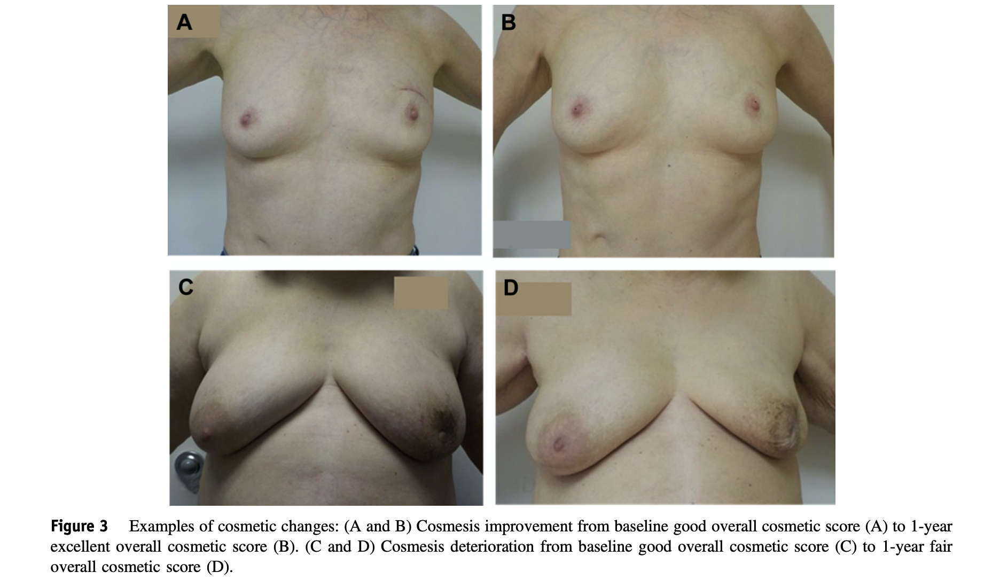 A
B
C
D
Figure 3 Examples of cosmetic changes: (A and B) Cosmesis improvement from baseline good overall cosmetic score (A) to 1-year
excellent overall cosmetic score (B). (C and D) Cosmesis deterioration from baseline good overall cosmetic score (C) to 1-year fair
overall cosmetic score (D).